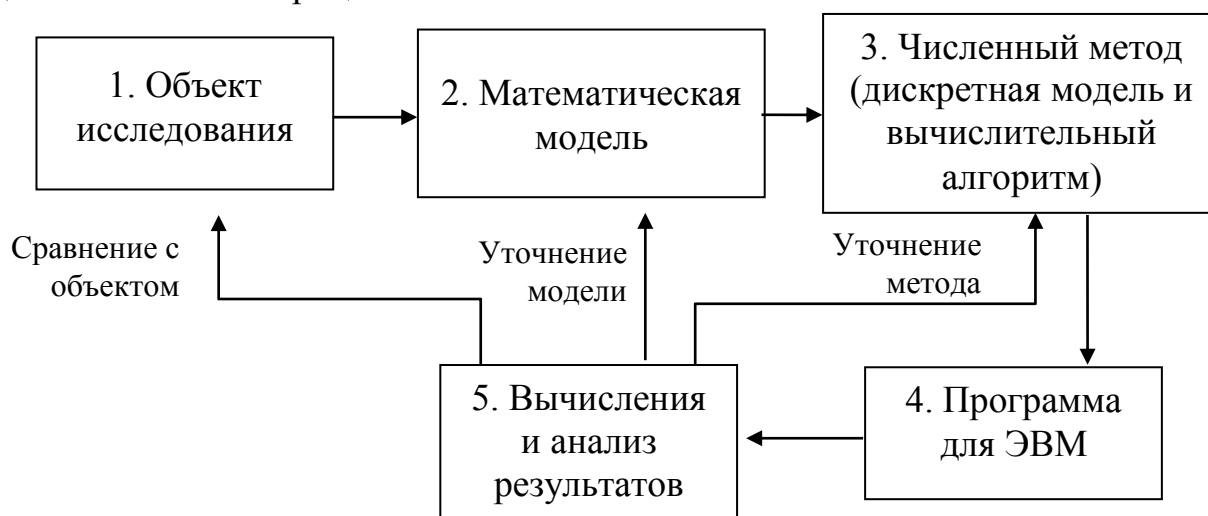 1. Объект
исследования
2. Математическая
модель
3. Численный метод
(дискретная модель и
вычислительный
алгоритм)
Сравнение с
объектом
Уточнение
модели
Уточнение
метода
5. Вычисления
и анализ
результатов
4. Программа
для ЭВМ